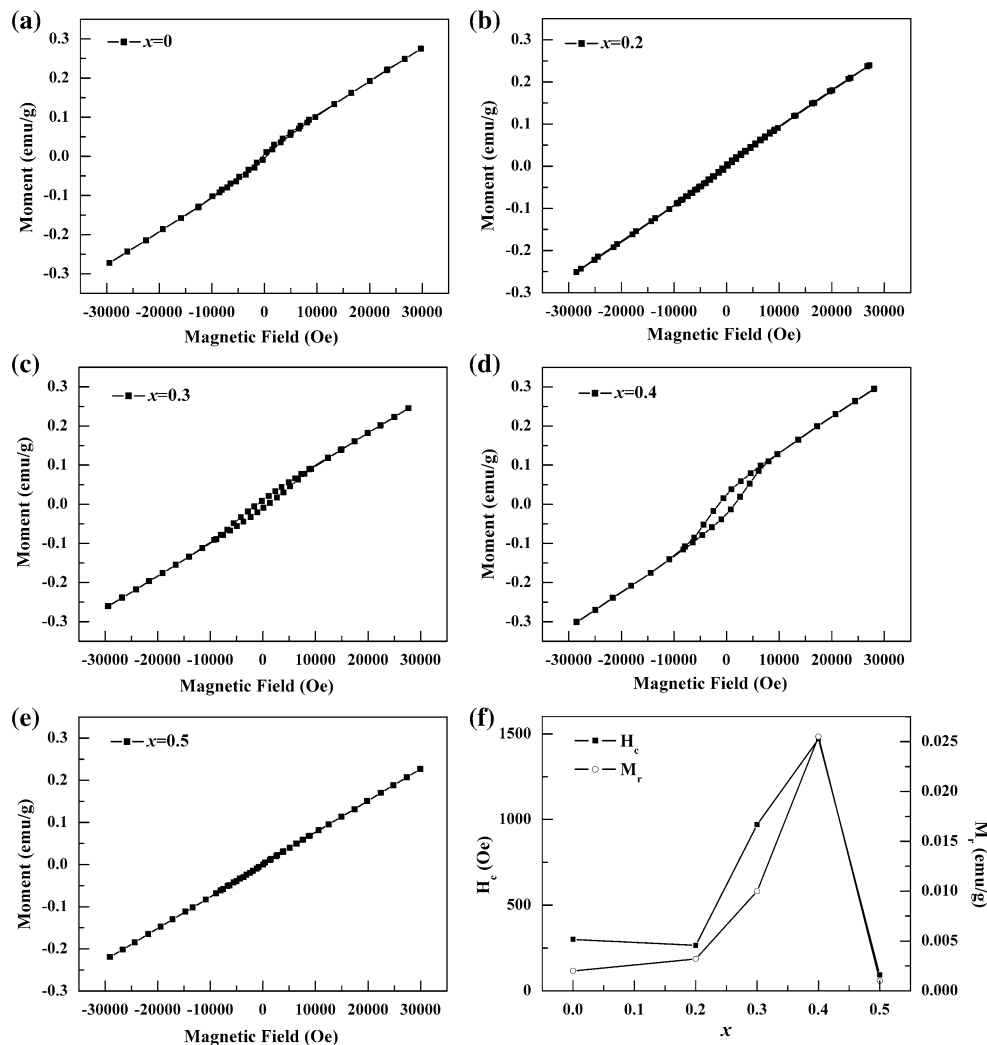 (a)
x=0
0.3
0.2
0.1
0.0
-0.1
-0.2
-0.3
Moment (emu/g)
-30000 -20000 -10000 0 10000 20000 30000
Magnetic Field (Oe)
(b)
x=0.2
0.3
0.2
0.1
0.0
-0.1
-0.2
-0.3
Moment (emu/g)
-30000 -20000 -10000 0 10000 20000 30000
Magnetic Field (Oe)
(c)
x=0.3
0.3
0.2
0.1
0.0
-0.1
-0.2
-0.3
Moment (emu/g)
-30000 -20000 -10000 0 10000 20000 30000
Magnetic Field (Oe)
(d)
x=0.4
0.3
0.2
0.1
0.0
-0.1
-0.2
-0.3
Moment (emu/g)
-30000 -20000 -10000 0 10000 20000 30000
Magnetic Field (Oe)
(e)
x=0.5
0.3
0.2
0.1
0.0
-0.1
-0.2
-0.3
Moment (emu/g)
-30000 -20000 -10000 0 10000 20000 30000
Magnetic Field (Oe)
(f)
Hc
Mr
1500
1000
500
0
Hc (Oe)
0.025
0.020
0.015
0.010
0.005
0.000
Mr (emu/g)
0.0 0.1 0.2 0.3 0.4 0.5
x